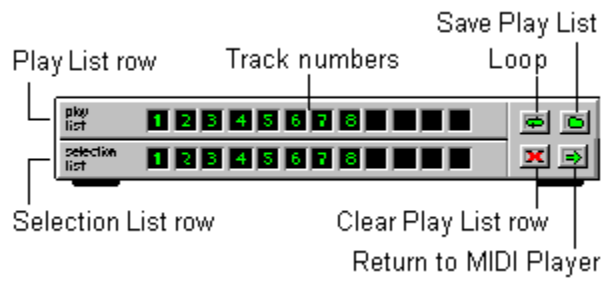 Save Play List
Play List row Track numbers Loop
play list 1 2 3 4 5 6 7 8
selection list 1 2 3 4 5 6 7 8
Selection List row Clear Play List row
Return to MIDI Player